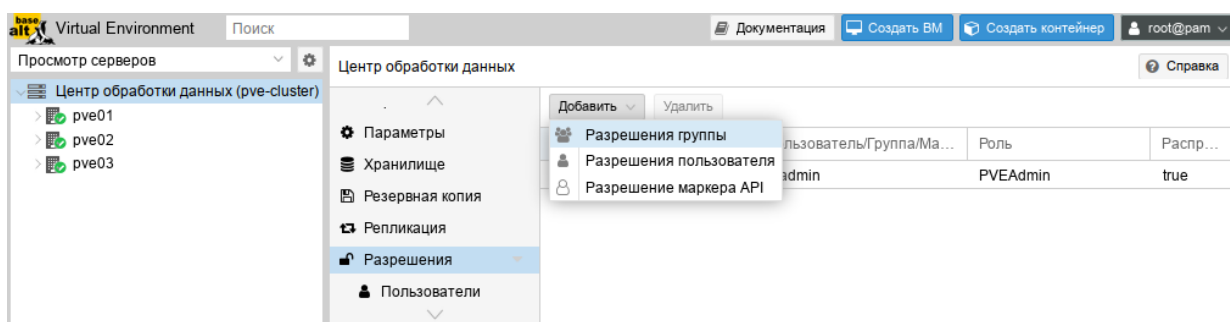 base alt Virtual Environment Поиск Документация Создать ВМ Создать контейнер root@pam
Просмотр серверов Центр обработки данных Справка
Центр обработки данных (pve-cluster)
pve01
pve02
pve03
Параметры
Хранилище
Резервная копия
Репликация
Разрешения
Пользователи
Добавить Удалить
Разрешения группы
Разрешения пользователя
Разрешение маркера API
льзователь/Группа/Ма... Роль Распр...
admin PVEAdmin true